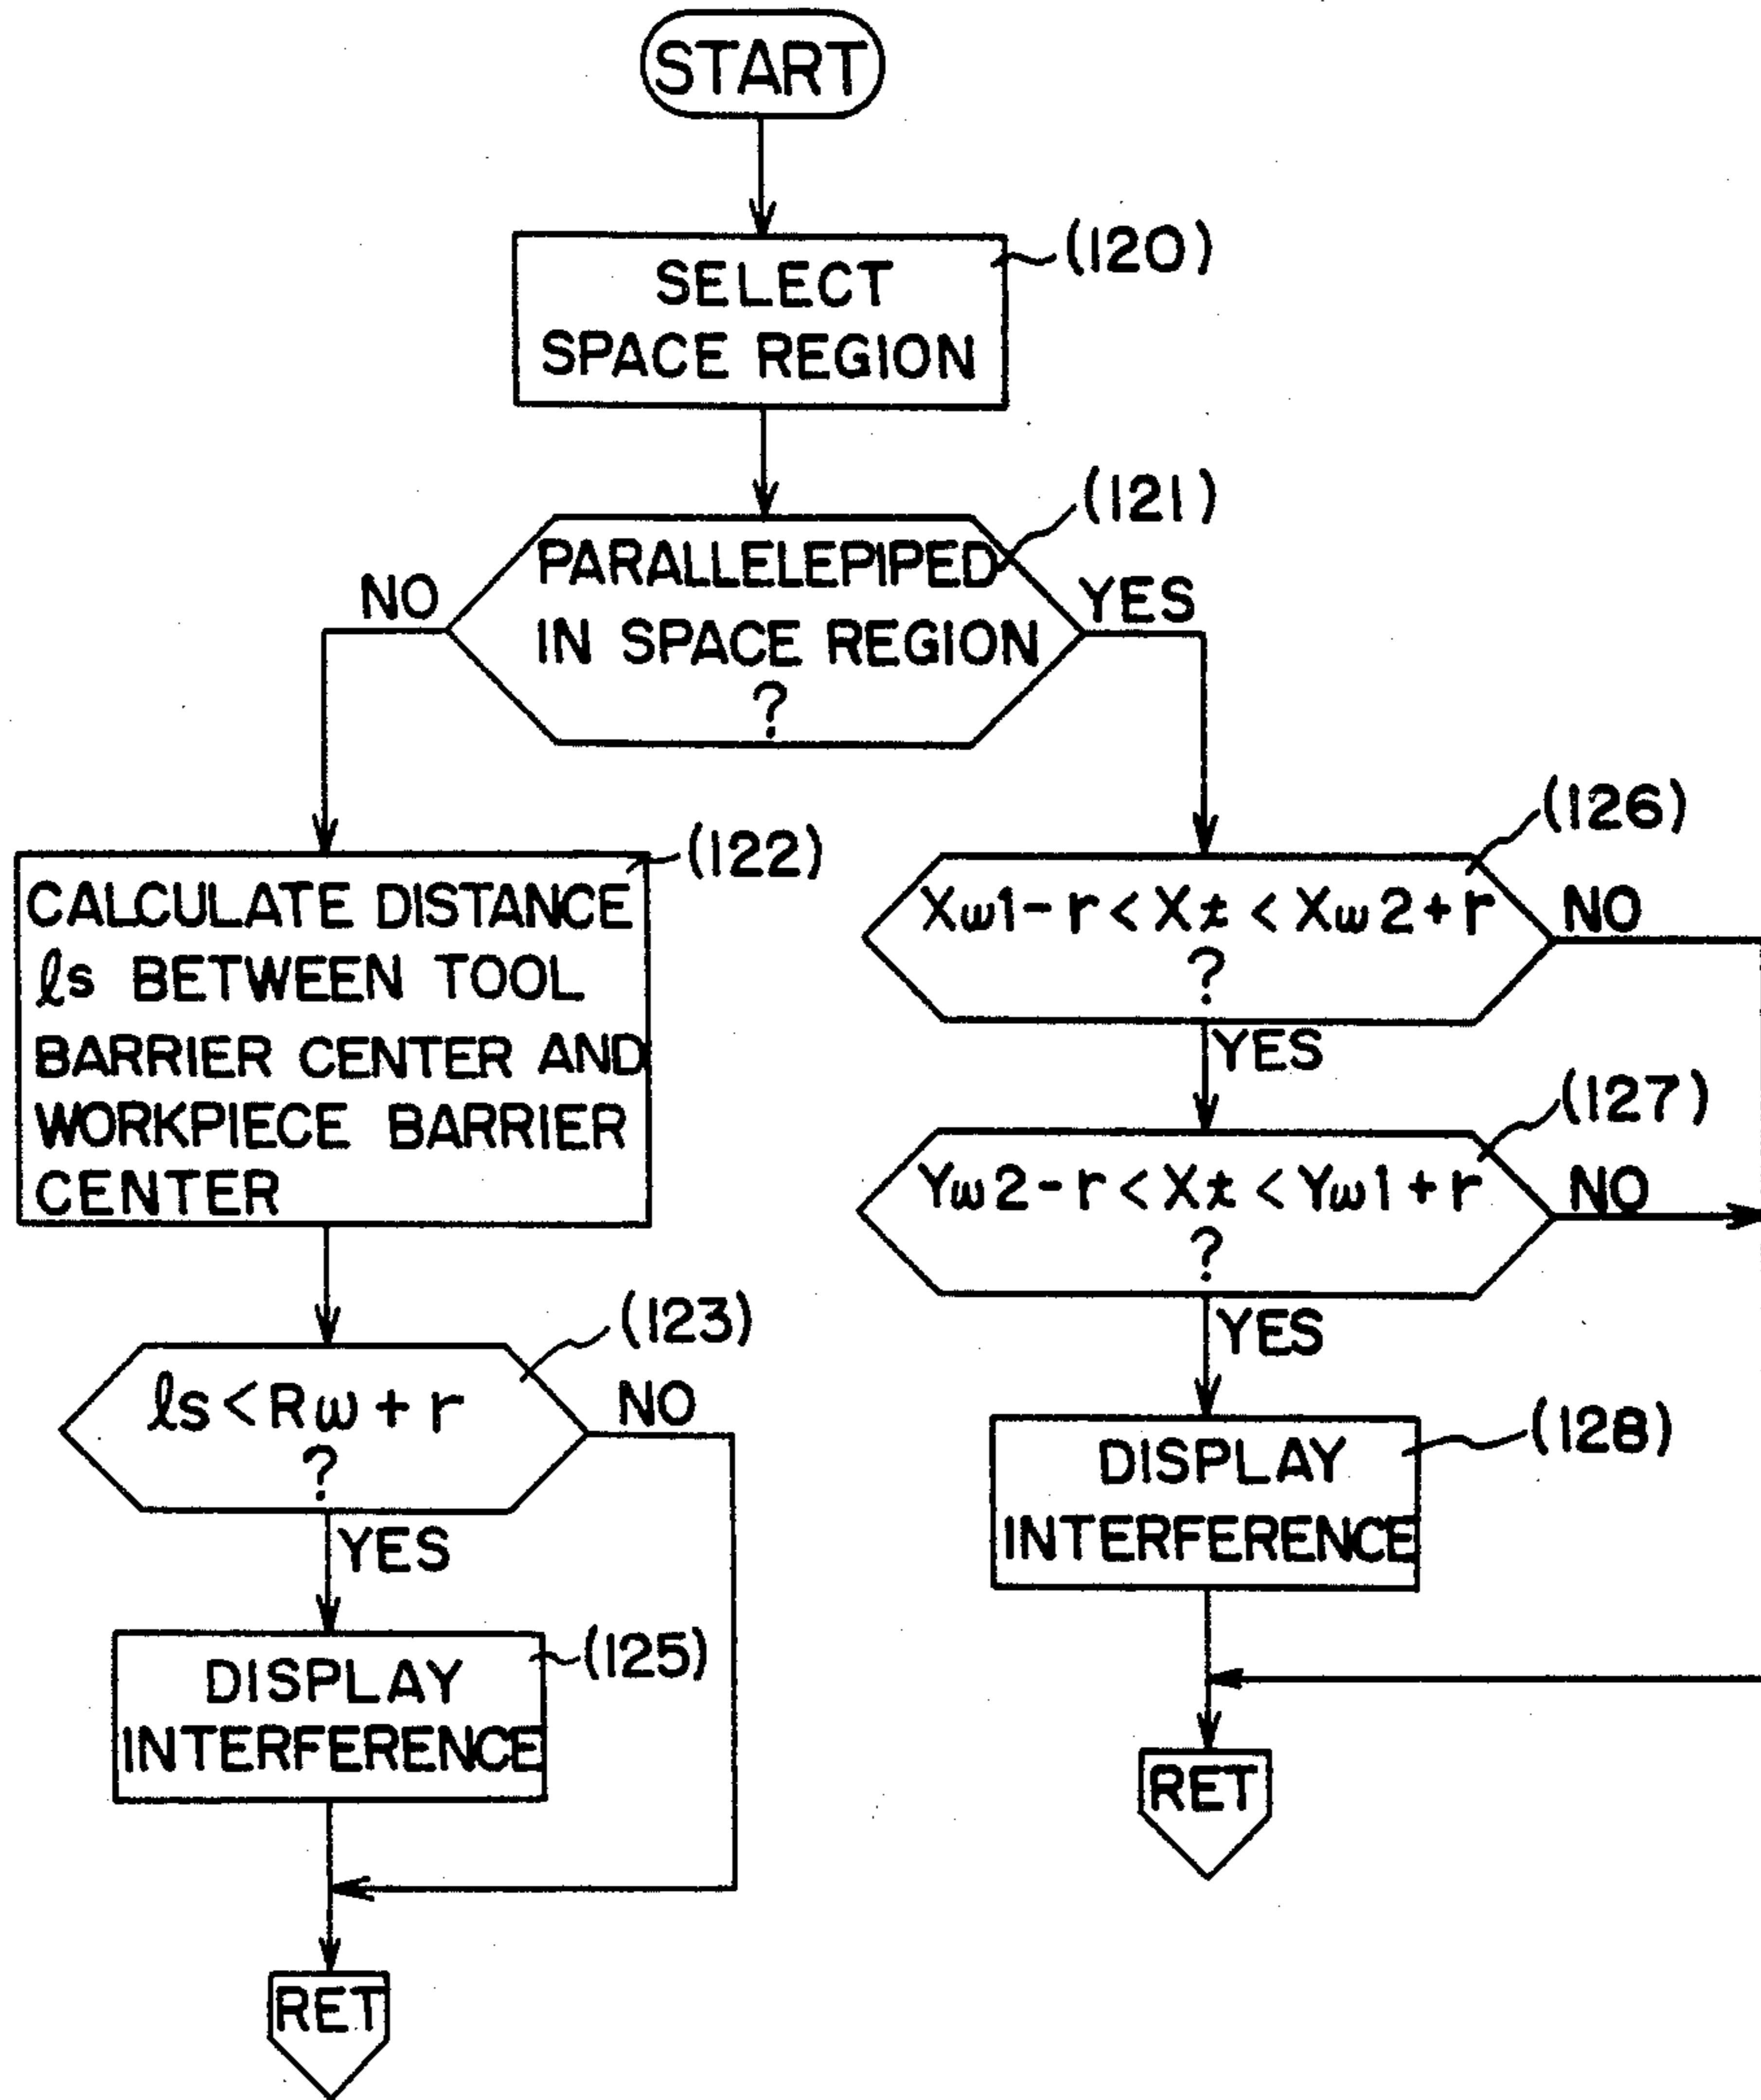 START
(120)
SELECT
SPACE REGION
(121)
PARALLELEPIPED
IN SPACE REGION
?
NO
YES
(122)
CALCULATE DISTANCE
ℓs BETWEEN TOOL
BARRIER CENTER AND
WORKPIECE BARRIER
CENTER
(123)
ℓs < Rω + r
?
NO
YES
(125)
DISPLAY
INTERFERENCE
RET
(126)
Xω1 - r < Xt < Xω2 + r
?
NO
YES
(127)
Yω2 - r < Xt < Yω1 + r
?
NO
YES
(128)
DISPLAY
INTERFERENCE
RET